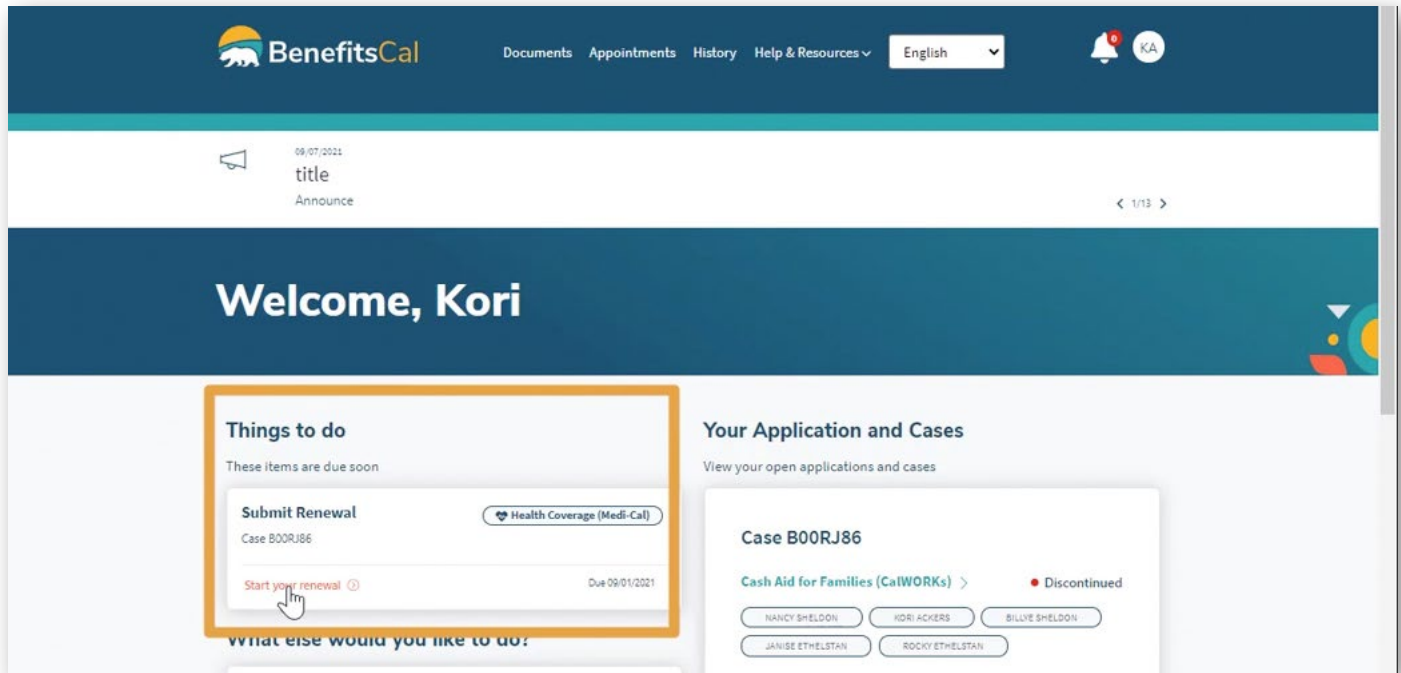 BenefitsCal
Documents Appointments History Help & Resources English 0 KA
09/07/2021
title
Announce
1/13
Welcome, Kori
Things to do
These items are due soon
Submit Renewal
Health Coverage (Medi-Cal)
Case B00RJ86
Start your renewal
Due 09/01/2021
What else would you like to do?
Your Application and Cases
View your open applications and cases
Case B00RJ86
Cash Aid for Families (CalWORKs) Discontinued
NANCY SHELDON KORI ACKERS BILLYE SHELDON
JANISE ETHELSTAN ROCKY ETHELSTAN